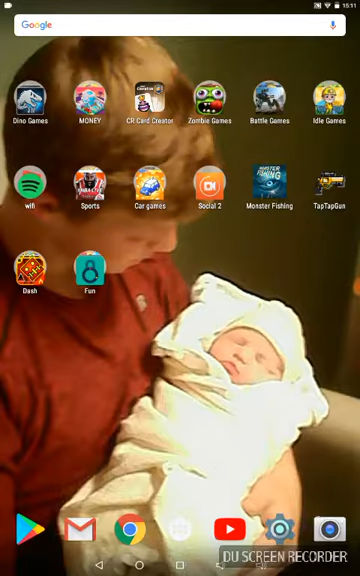 15:11
Google
Dino Games
MONEY
CR Card Creator
Zombie Games
Battle Games
Idle Games
wifi
Sports
Car games
Social 2
Monster Fishing
TapTapGun
Dash
Fun
DU SCREEN RECORDER